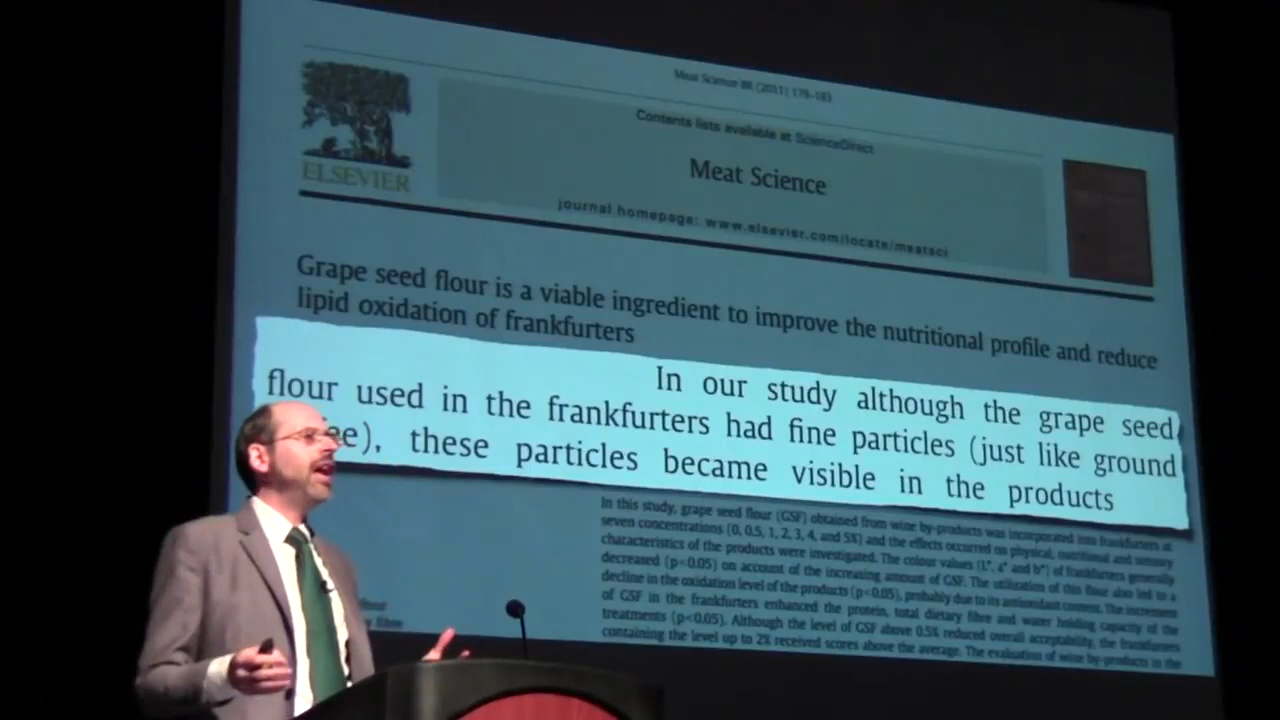 Meat Science 88 (2011) 179–183
Contents lists available at ScienceDirect
ELSEVIER
Meat Science
journal homepage: www.elsevier.com/locate/meatsci
Grape seed flour is a viable ingredient to improve the nutritional profile and reduce
lipid oxidation of frankfurters
In our study although the grape seed
flour used in the frankfurters had fine particles (just like ground
ee), these particles became visible in the products
In this study, grape seed flour (GSF) obtained from wine by-products was incorporated into frankfurters at
seven concentrations (0, 0.5, 1, 2, 3, 4, and 5%) and the effects occurred on physical, nutritional and sensory
characteristics of the products were investigated. The colour values (L*, a* and b*) of frankfurters generally
decreased (p<0.05) on account of the increasing amount of GSF. The utilization of this flour also led to a
decline in the oxidation level of the products (p<0.05), probably due to its antioxidant content. The increment
of GSF in the frankfurters enhanced the protein, total dietary fibre and water holding capacity of the
treatments (p<0.05). Although the level of GSF above 0.5% reduced overall acceptability, the frankfurters
containing the level up to 2% received scores above the average. The evaluation of wine by-products in the
fibre